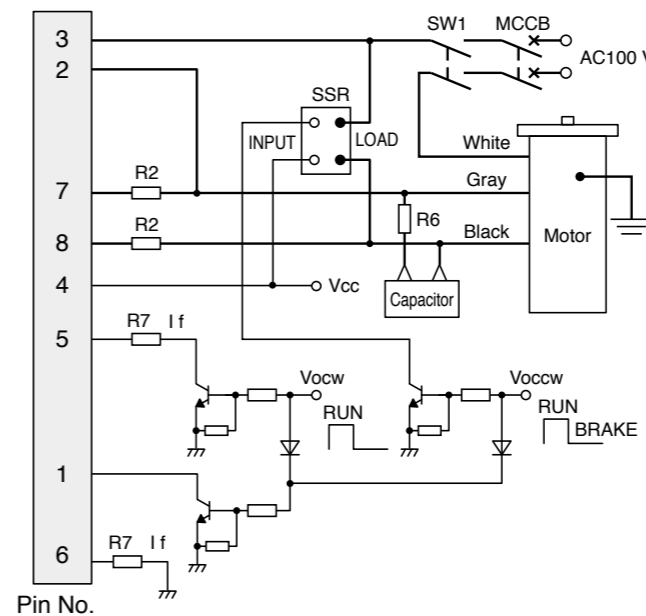 3
SW1
MCCB
2
AC100 V
SSR
INPUT
LOAD
White
R2
Gray
7
R6
R2
Black
Motor
8
4
Vcc
Capacitor
R7
I f
5
Vocw
Voccw
RUN
RUN
BRAKE
1
R7
I f
6
Pin No.